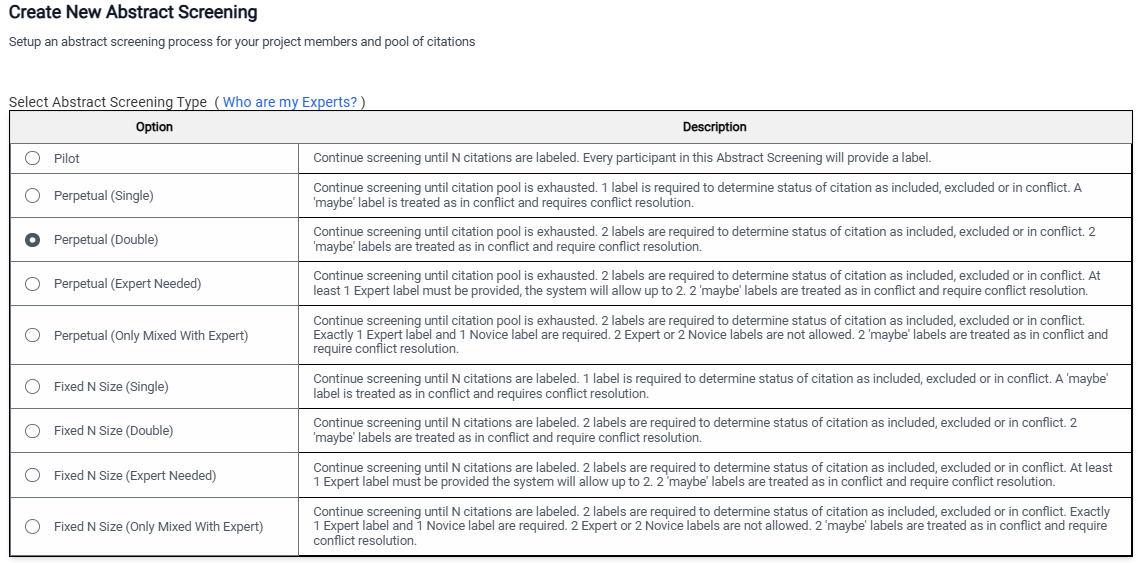 Create New Abstract Screening
Setup an abstract screening process for your project members and pool of citations
Select Abstract Screening Type ( Who are my Experts? )
Option Description
Pilot Continue screening until N citations are labeled. Every participant in this Abstract Screening will provide a label.
Perpetual (Single) Continue screening until citation pool is exhausted. 1 label is required to determine status of citation as included, excluded or in conflict. A
'maybe' label is treated as in conflict and requires conflict resolution.
Perpetual (Double) Continue screening until citation pool is exhausted. 2 labels are required to determine status of citation as included, excluded or in conflict. 2
'maybe' labels are treated as in conflict and require conflict resolution.
Perpetual (Expert Needed) Continue screening until citation pool is exhausted. 2 labels are required to determine status of citation as included, excluded or in conflict. At
least 1 Expert label must be provided, the system will allow up to 2. 2 'maybe' labels are treated as in conflict and require conflict resolution.
Perpetual (Only Mixed With Expert) Continue screening until citation pool is exhausted. 2 labels are required to determine status of citation as included, excluded or in conflict.
Exactly 1 Expert label and 1 Novice label are required. 2 Expert or 2 Novice labels are not allowed. 2 'maybe' labels are treated as in conflict and
require conflict resolution.
Fixed N Size (Single) Continue screening until N citations are labeled. 1 label is required to determine status of citation as included, excluded or in conflict. A 'maybe'
label is treated as in conflict and requires conflict resolution.
Fixed N Size (Double) Continue screening until N citations are labeled. 2 labels are required to determine status of citation as included, excluded or in conflict. 2
'maybe' labels are treated as in conflict and require conflict resolution.
Fixed N Size (Expert Needed) Continue screening until N citations are labeled. 2 labels are required to determine status of citation as included, excluded or in conflict. At least
1 Expert label must be provided the system will allow up to 2. 2 'maybe' labels are treated as in conflict and require conflict resolution.
Fixed N Size (Only Mixed With Expert) Continue screening until N citations are labeled. 2 labels are required to determine status of citation as included, excluded or in conflict. Exactly
1 Expert label and 1 Novice label are required. 2 Expert or 2 Novice labels are not allowed. 2 'maybe' labels are treated as in conflict and require
conflict resolution.